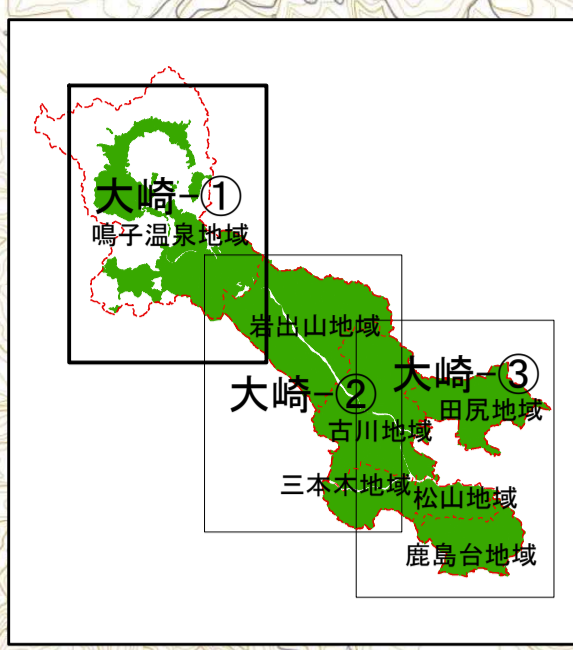 大崎-①
鳴子温泉地域
岩出山地域
大崎-③
大崎-②
田尻地域
古川地域
三本木地域
松山地域
鹿島台地域